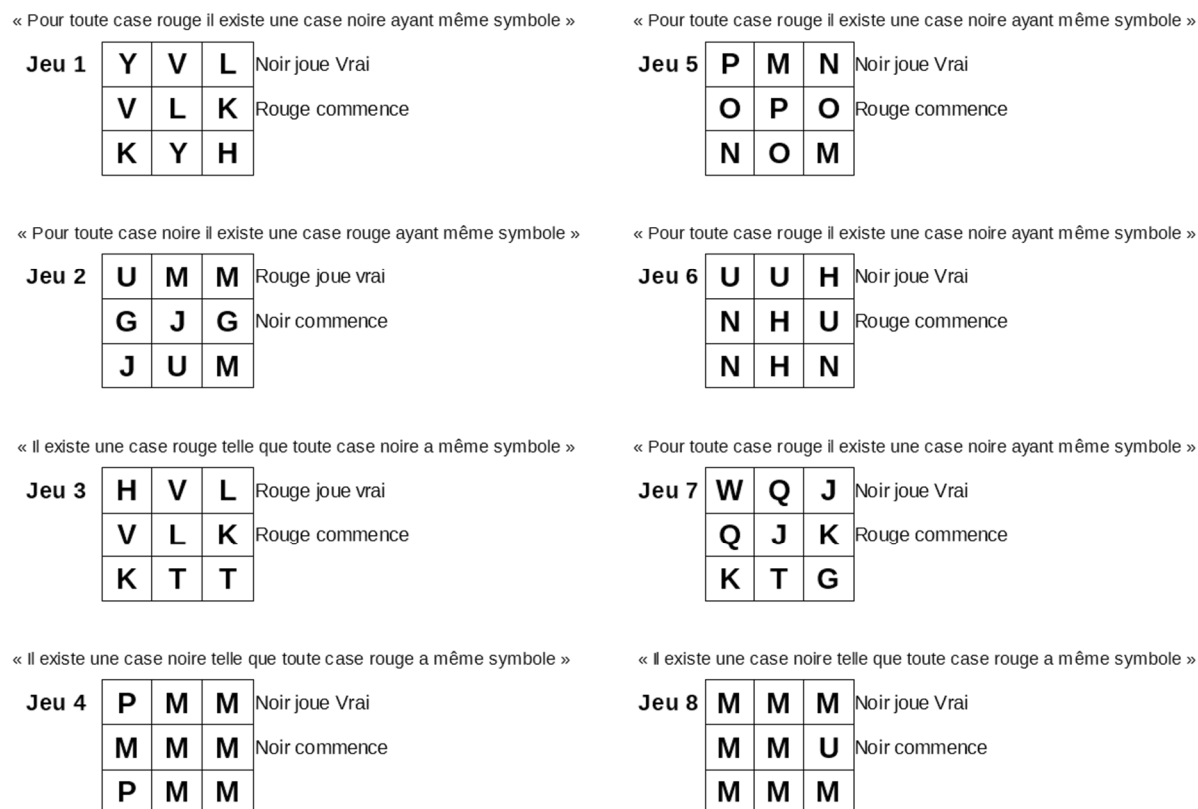 « Pour toute case rouge il existe une case noire ayant même symbole »
Jeu 1 Y V L Noir joue Vrai
V L K Rouge commence
K Y H
« Pour toute case noire il existe une case rouge ayant même symbole »
Jeu 2 U M M Rouge joue vrai
G J G Noir commence
J U M
« Il existe une case rouge telle que toute case noire a même symbole »
Jeu 3 H V L Rouge joue vrai
V L K Rouge commence
K T T
« Il existe une case noire telle que toute case rouge a même symbole »
Jeu 4 P M M Noir joue Vrai
M M M Noir commence
P M M
« Pour toute case rouge il existe une case noire ayant même symbole »
Jeu 5 P M N Noir joue Vrai
O P O Rouge commence
N O M
« Pour toute case rouge il existe une case noire ayant même symbole »
Jeu 6 U U H Noir joue Vrai
N H U Rouge commence
N H N
« Pour toute case rouge il existe une case noire ayant même symbole »
Jeu 7 W Q J Noir joue Vrai
Q J K Rouge commence
K T G
« Il existe une case noire telle que toute case rouge a même symbole »
Jeu 8 M M M Noir joue Vrai
M M U Noir commence
M M M